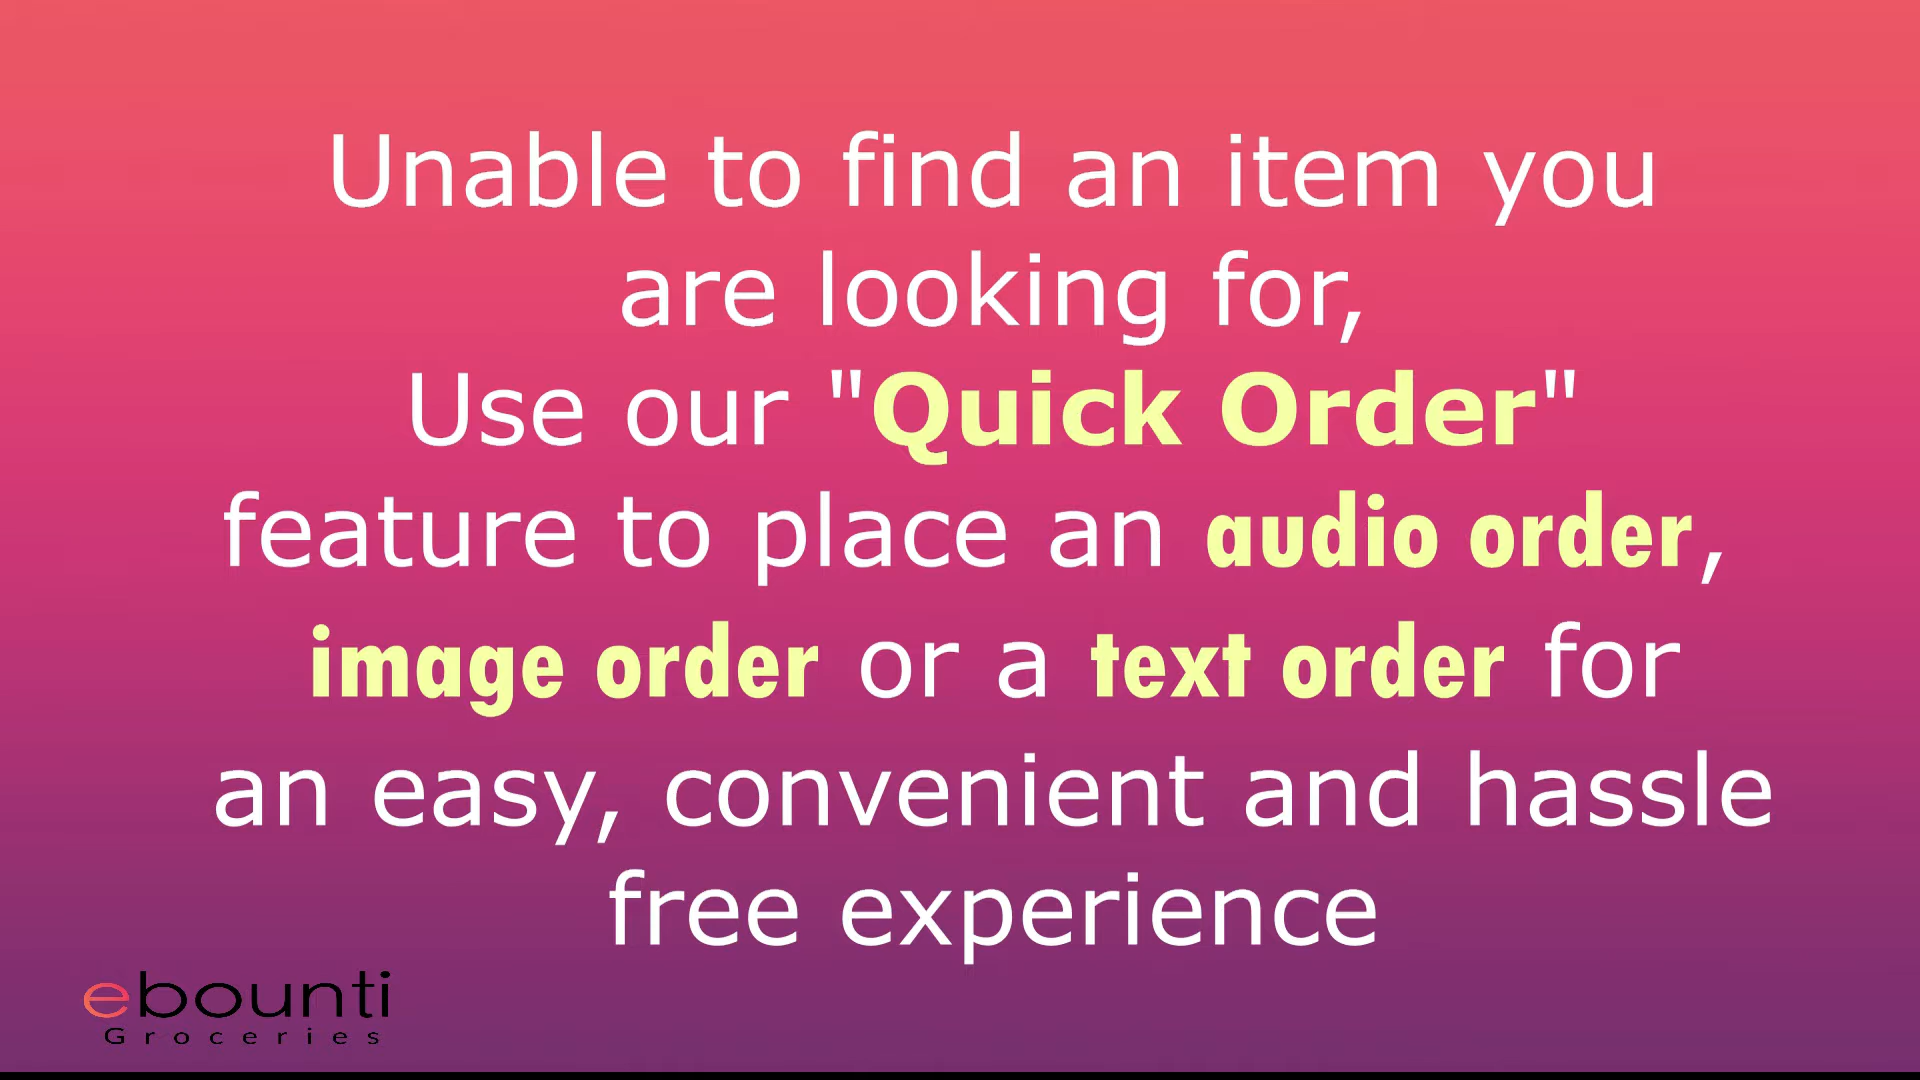 Unable to find an item you
are looking for,
Use our "Quick Order"
feature to place an audio order,
image order or a text order for
an easy, convenient and hassle
free experience
ebounti
Groceries